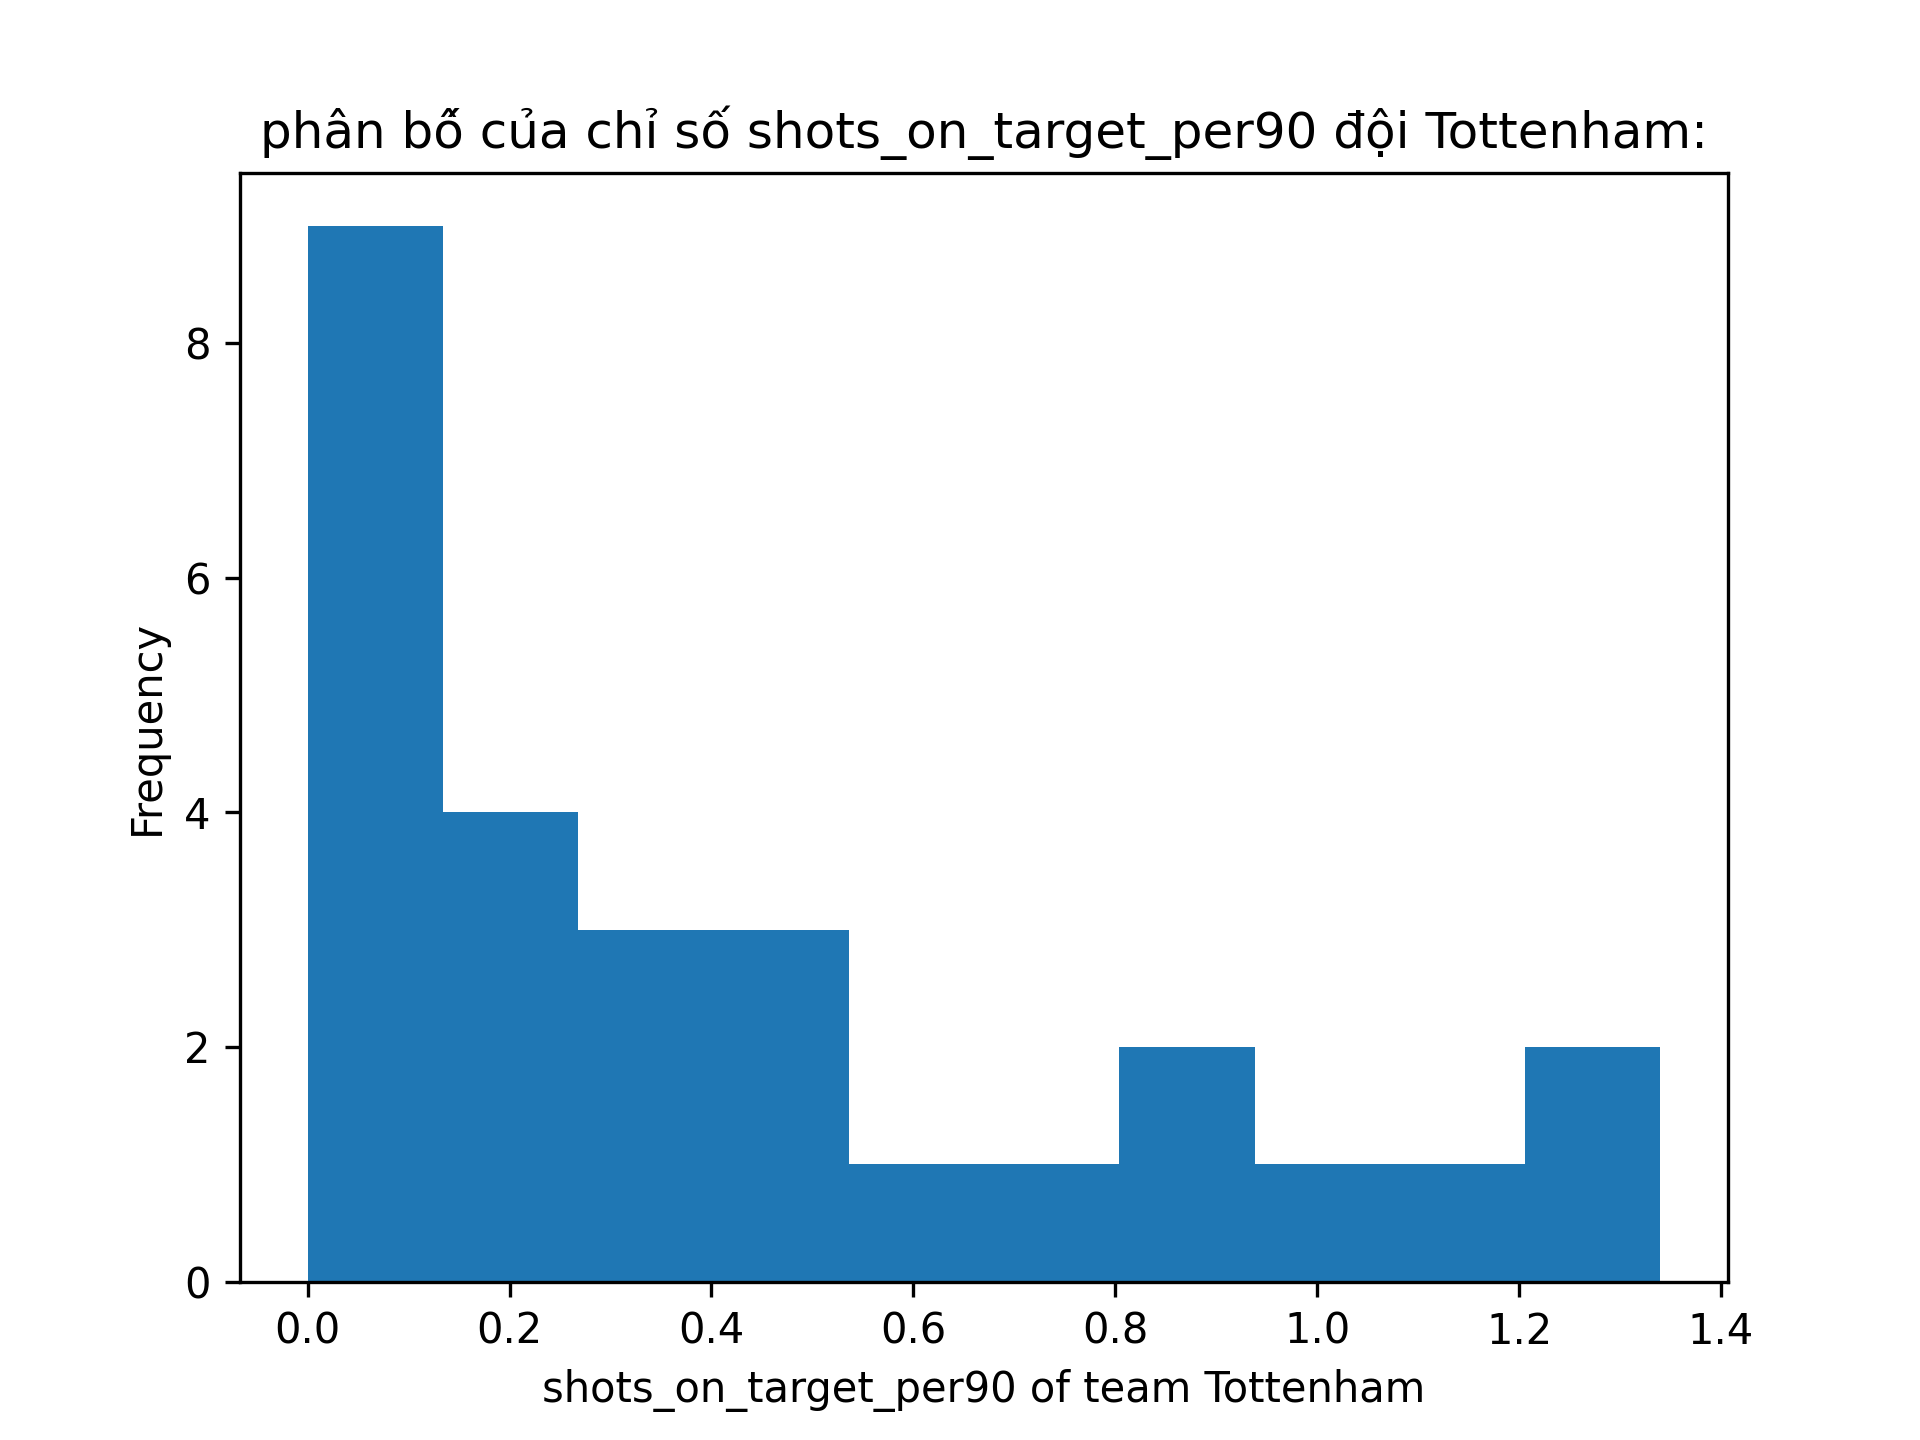 phân bỗ của chỉ số shots_on_target_per90 đội Tottenham:
8
6
4
2
0
Frequency
0.0 0.2 0.4 0.6 0.8 1.0 1.2 1.4
shots_on_target_per90 of team Tottenham